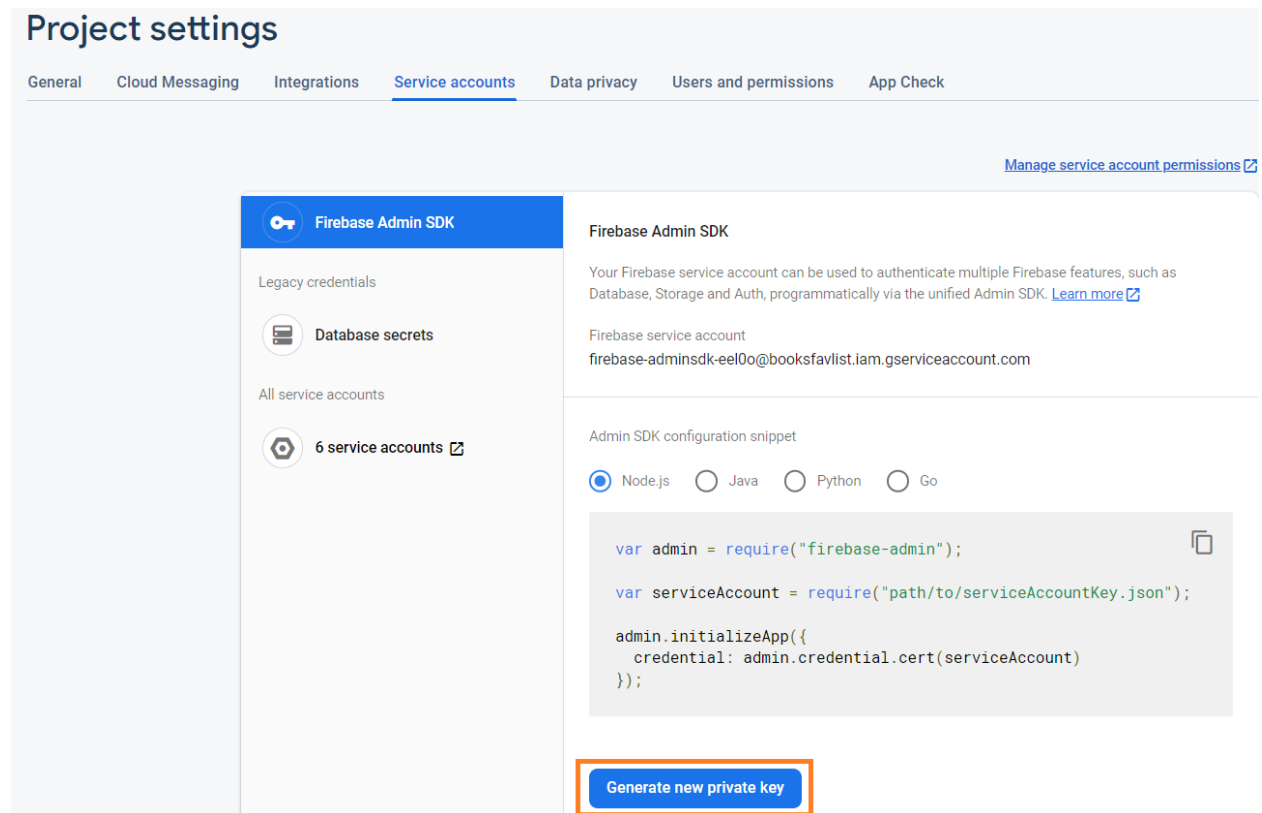 Project settings
General Cloud Messaging Integrations Service accounts Data privacy Users and permissions App Check
Manage service account permissions
Firebase Admin SDK
Legacy credentials
Database secrets
All service accounts
6 service accounts
Firebase Admin SDK
Your Firebase service account can be used to authenticate multiple Firebase features, such as
Database, Storage and Auth, programmatically via the unified Admin SDK. Learn more
Firebase service account
firebase-adminsdk-eel0o@booksfavlist.iam.gserviceaccount.com
Admin SDK configuration snippet
Node.js Java Python Go
var admin = require("firebase-admin");
var serviceAccount = require("path/to/serviceAccountKey.json");
admin.initializeApp({
  credential: admin.credential.cert(serviceAccount)
});
Generate new private key